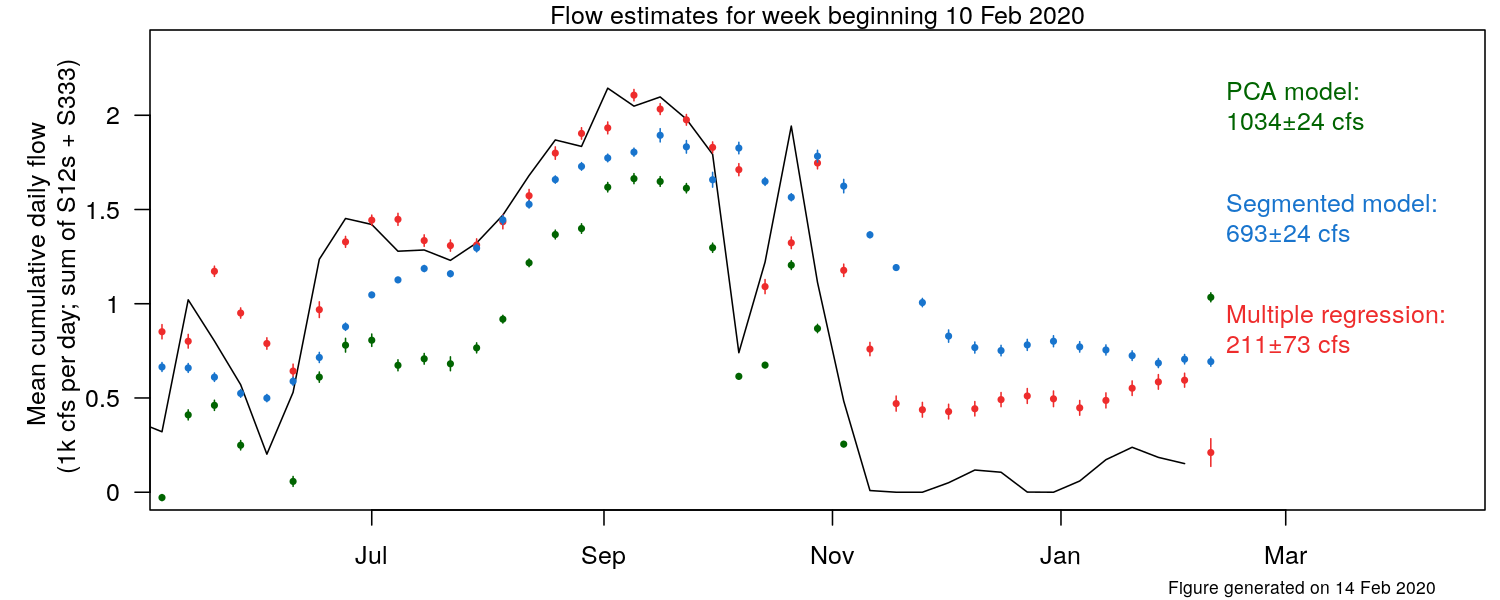 Flow estimates for week beginning 10 Feb 2020
Mean cumulative daily flow
(1k cfs per day; sum of S12s + S333)
2
1.5
1
0.5
0
PCA model:
1034±24 cfs
Segmented model:
693±24 cfs
Multiple regression:
211±73 cfs
Jul
Sep
Nov
Jan
Mar
Figure generated on 14 Feb 2020